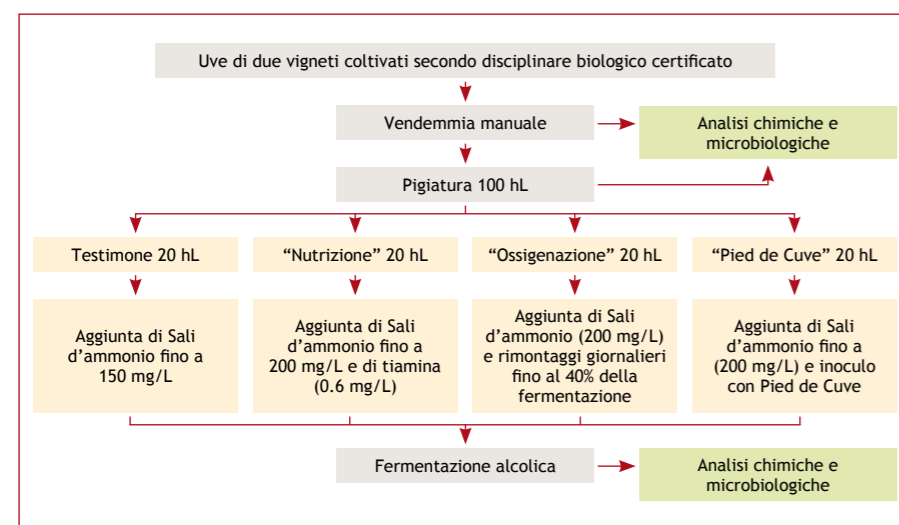 Uve di due vigneti coltivati secondo disciplinare biologico certificato
Vendemmia manuale
Analisi chimiche e
microbiologiche
Pigiatura 100 hL
Testimone 20 hL
“Nutrizione” 20 hL
“Ossigenazione” 20 hL
“Pied de Cuve” 20 hL
Aggiunta di Sali
d’ammonio fino a
150 mg/L
Aggiunta di Sali
d’ammonio fino a
200 mg/L e di tiamina
(0.6 mg/L)
Aggiunta di Sali
d’ammonio (200 mg/L)
e rimontaggi giornalieri
fino al 40% della
fermentazione
Aggiunta di Sali
d’ammonio fino a
(200 mg/L) e inoculo
con Pied de Cuve
Fermentazione alcolica
Analisi chimiche e
microbiologiche